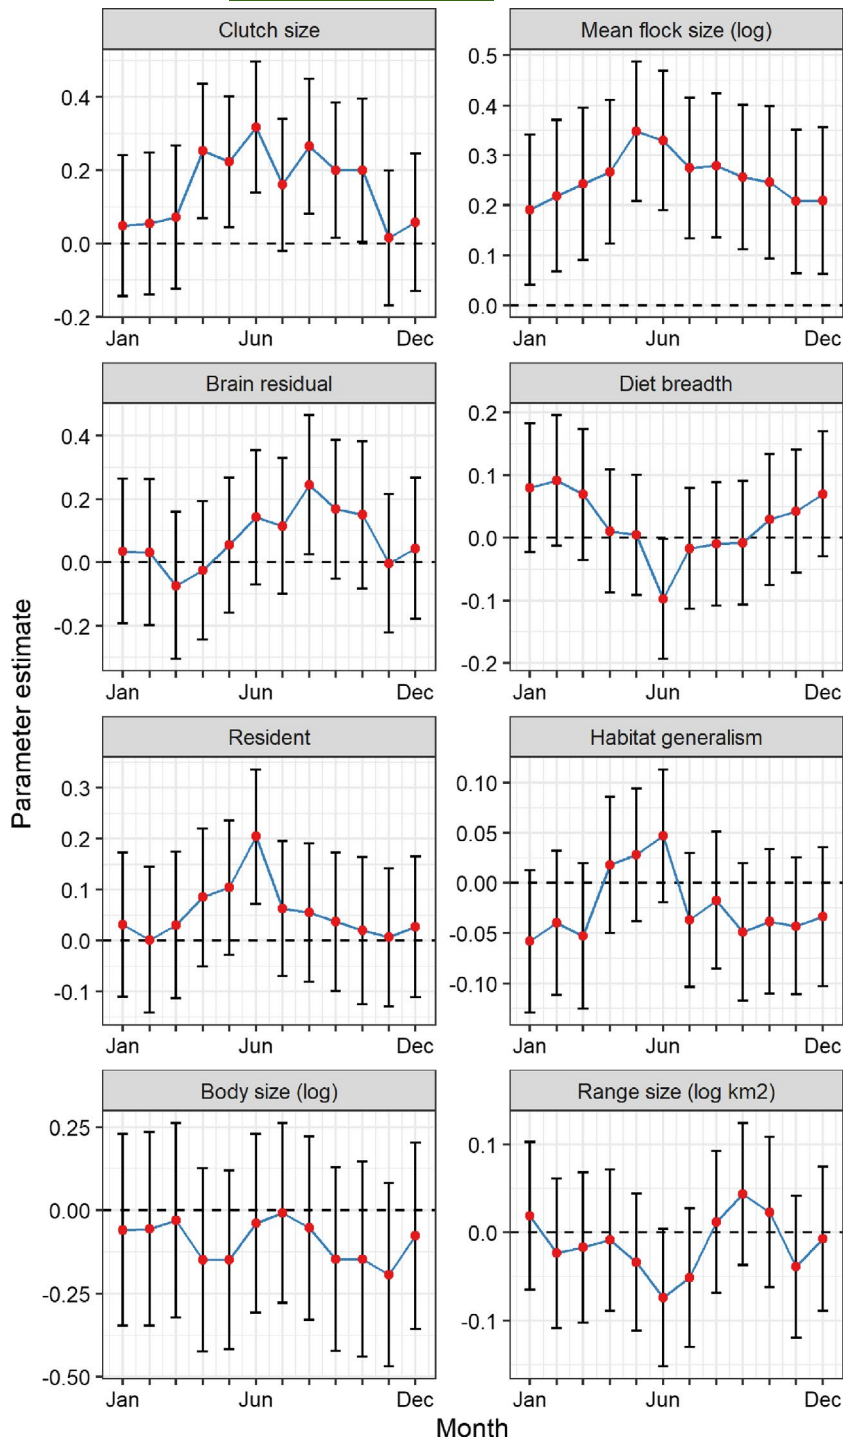 Clutch size
Mean flock size (log)
0.4
0.2
0.0
-0.2
0.5
0.4
0.3
0.2
0.1
0.0
Jan Jun Dec
Jan Jun Dec
Brain residual
Diet breadth
0.4
0.2
0.0
-0.2
0.2
0.1
0.0
-0.1
-0.2
Jan Jun Dec
Jan Jun Dec
Resident
Habitat generalism
0.3
0.2
0.1
0.0
-0.1
0.10
0.05
0.00
-0.05
-0.10
Jan Jun Dec
Jan Jun Dec
Body size (log)
Range size (log km2)
0.25
0.00
-0.25
-0.50
0.1
0.0
-0.1
Jan Jun Dec
Jan Jun Dec
Parameter estimate
Month